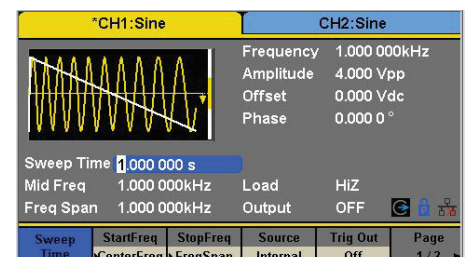 *CH1:Sine CH2:Sine
Frequency 1.000 000kHz
Amplitude 4.000 Vpp
Offset 0.000 Vdc
Phase 0.000 0 °
Sweep Time 1.000 000 s
Mid Freq 1.000 000kHz Load HiZ
Freq Span 1.000 000kHz Output OFF
Sweep StartFreq StopFreq Source Trig Out Page
Time CenterFreq FreqSpan Internal Off 1/2